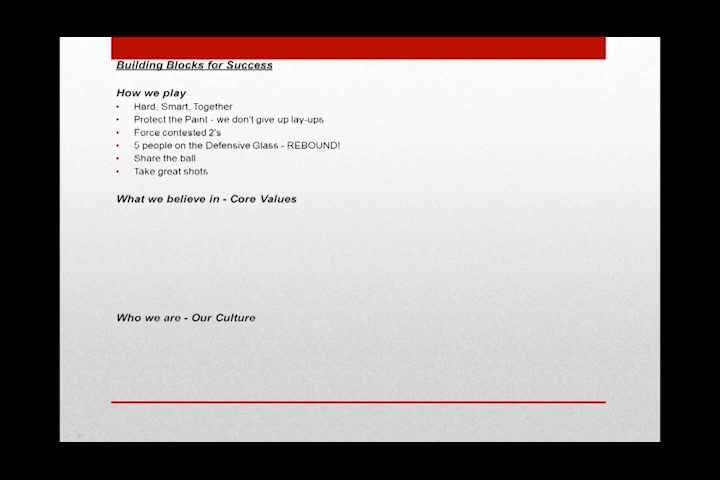 Building Blocks for Success
How we play
• Hard, Smart, Together
• Protect the Paint - we don't give up lay-ups
• Force contested 2's
• 5 people on the Defensive Glass - REBOUND!
• Share the ball
• Take great shots
What we believe in - Core Values
Who we are - Our Culture